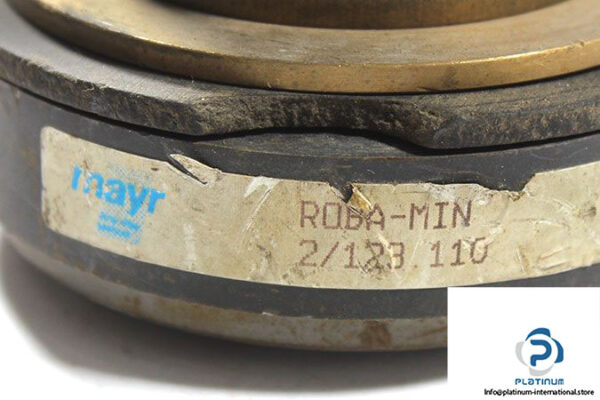 mayr
ROBA-MIN
2/123.110
PLATINUM
Info@platinum-international.store